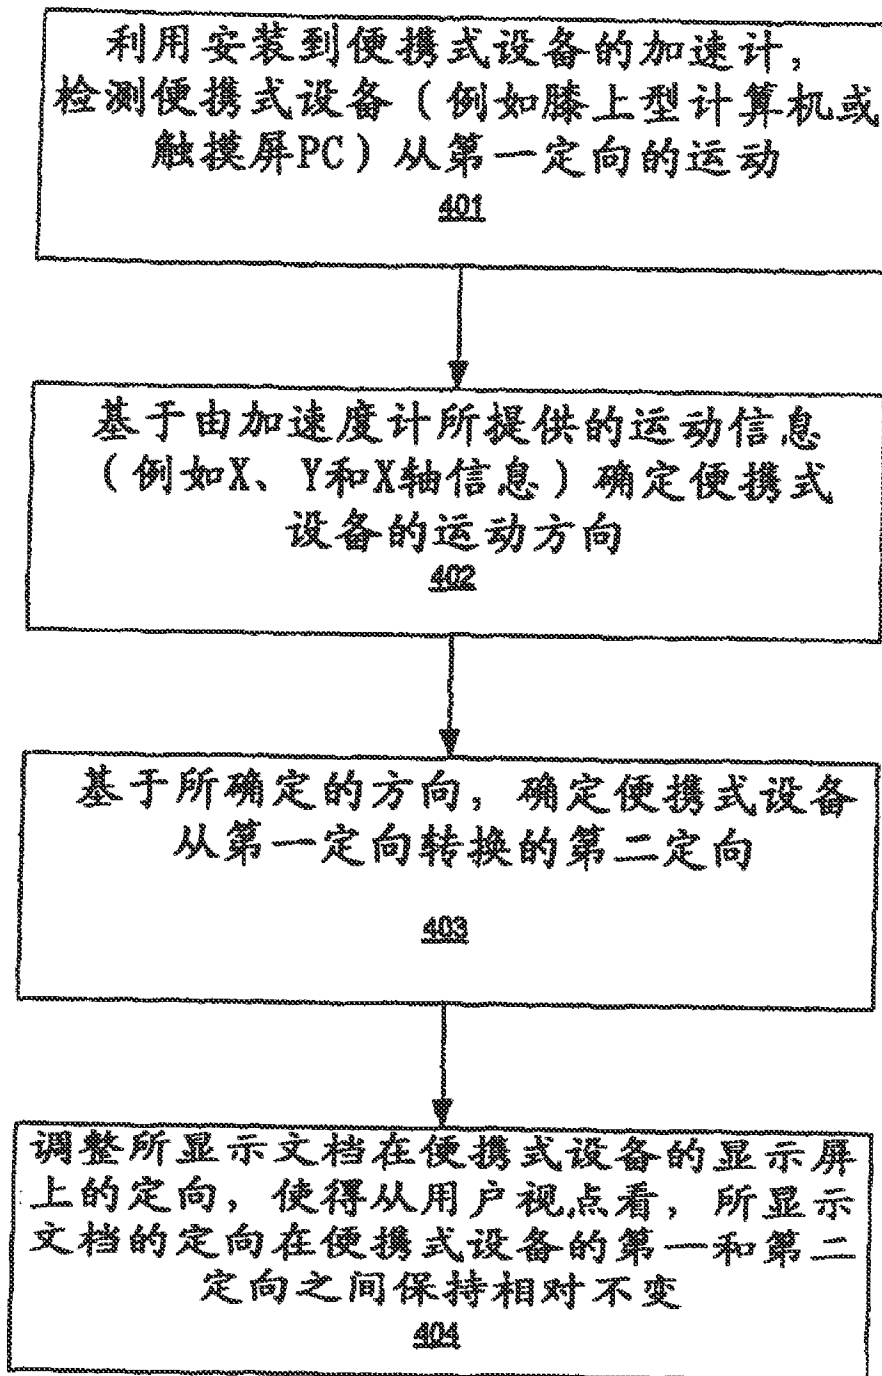 利用安装到便携式设备的加速计，
检测便携式设备（例如膝上型计算机或
触摸屏PC）从第一定向的运动
401
基于由加速度计所提供的运动信息
（例如X、Y和X轴信息）确定便携式
设备的运动方向
402
基于所确定的方向，确定便携式设备
从第一定向转换的第二定向
403
调整所显示文档在便携式设备的显示屏
上的定向，使得从用户视点看，所显示
文档的定向在便携式设备的第一和第二
定向之间保持相对不变
404